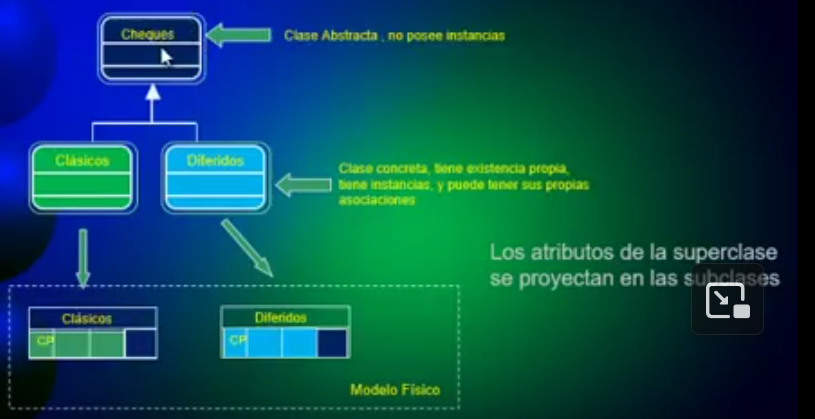 Cheques
Clase Abstracta , no posee instancias
Clásicos
Diferidos
Clase concreta, tiene existencia propia,
tiene instancias, y puede tener sus propias
asociaciones
Los atributos de la superclase
se proyectan en las subclases
Clásicos
Diferidos
CP
CP
Modelo Físico